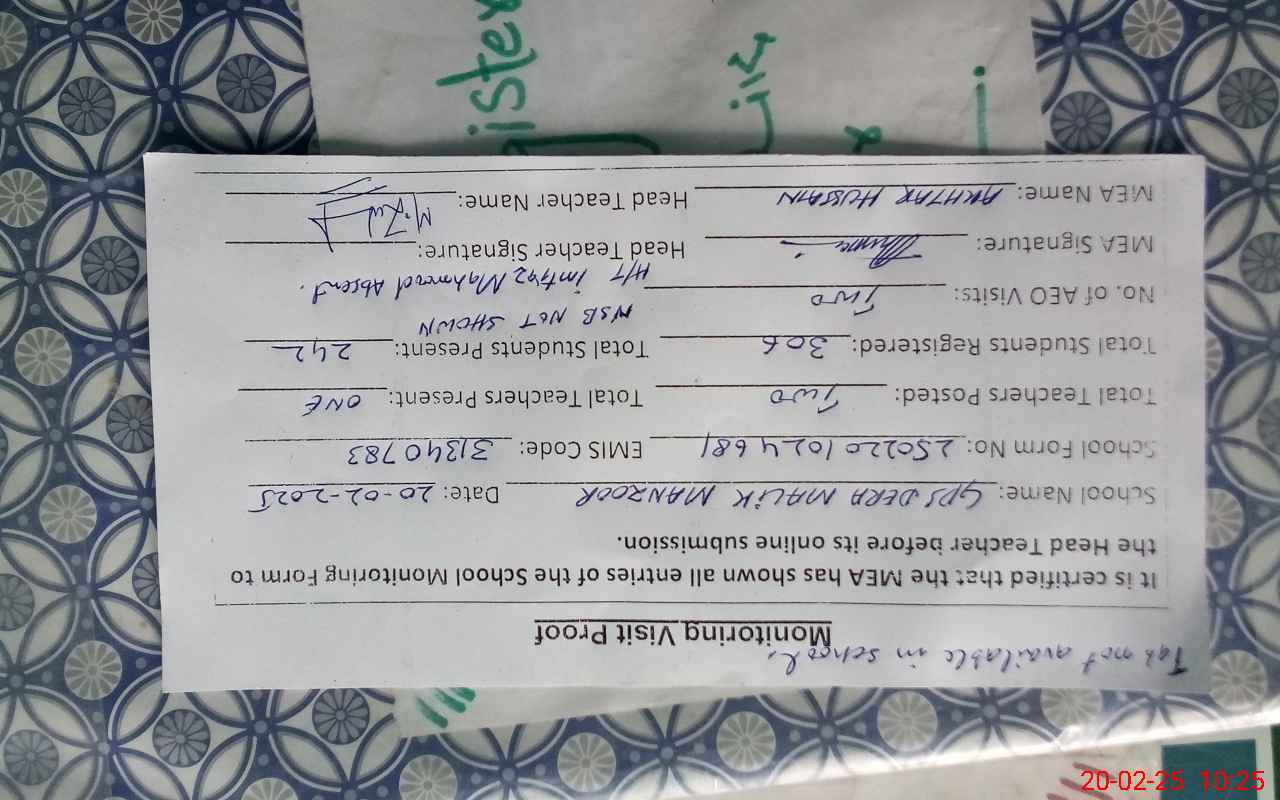 Tab not available in school.
Monitoring Visit Proof
It is certified that the MEA has shown all entries of the School Monitoring Form to
the Head Teacher before its online submission.
School Name: GPS DERA MALIK MANZOOR Date: 20-02-2025
School Form No: 2502201024681 EMIS Code: 31340783
Total Teachers Posted: Two Total Teachers Present: ONE
Total Students Registered: 306 Total Students Present: 242
NSB NOT SHOWN
No. of AEO Visits: Two H/T Imtiaz Mahmood Absent.
MEA Signature: Head Teacher Signature:
MEA Name: AKHTAR HUSSAIN Head Teacher Name:
20-02-25 10:25